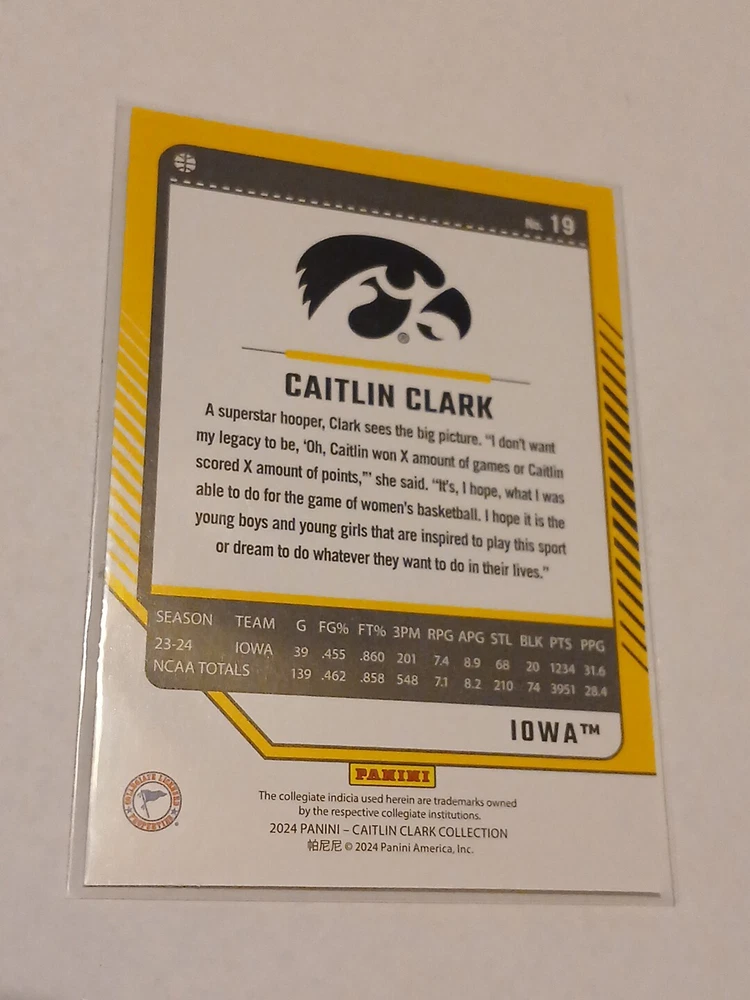 No. 19
®
CAITLIN CLARK
A superstar hooper, Clark sees the big picture. “I don’t want
my legacy to be, ‘Oh, Caitlin won X amount of games or Caitlin
scored X amount of points,’” she said. “It’s, I hope, what I was
able to do for the game of women’s basketball. I hope it is the
young boys and young girls that are inspired to play this sport
or dream to do whatever they want to do in their lives.”
SEASON TEAM G FG% FT% 3PM RPG APG STL BLK PTS PPG
23-24 IOWA 39 .455 .860 201 7.4 8.9 68 20 1234 31.6
NCAA TOTALS 139 .462 .858 548 7.1 8.2 210 74 3951 28.4
IOWA™
PANINI
COLLEGIATE LICENSED PROPERTIES
The collegiate indicia used herein are trademarks owned
by the respective collegiate institutions.
2024 PANINI – CAITLIN CLARK COLLECTION
帕尼尼 © 2024 Panini America, Inc.